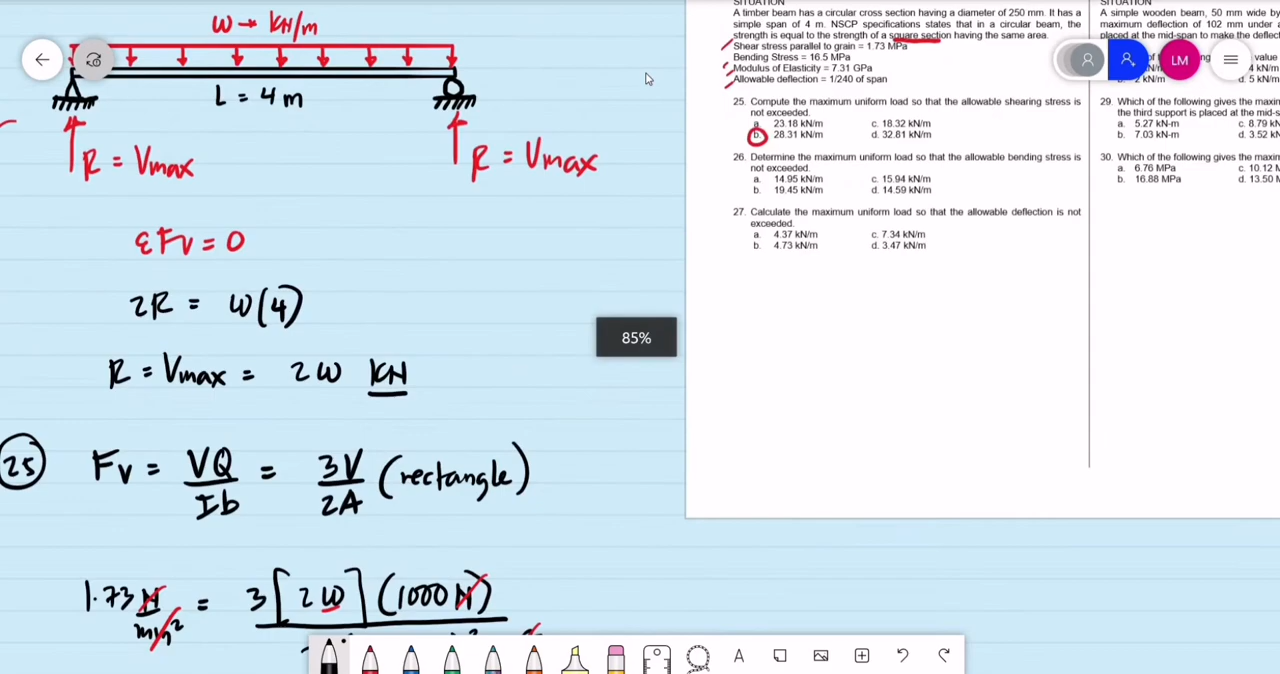 w → KN/m
L = 4 m
R = Vmax
R = Vmax
ΣFv = 0
2R = w(4)
R = Vmax = 2w KN
25
Fv = VQ/Ib = 3V/2A (rectangle)
1.73 N/mm² = 3[2w](1000N)
85%
SITUATION
A timber beam has a circular cross section having a diameter of 250 mm. It has a
simple span of 4 m. NSCP specifications states that in a circular beam, the
strength is equal to the strength of a square section having the same area.
Shear stress parallel to grain = 1.73 MPa
Bending Stress = 16.5 MPa
Modulus of Elasticity = 7.31 GPa
Allowable deflection = 1/240 of span
25. Compute the maximum uniform load so that the allowable shearing stress is
not exceeded.
a. 23.18 kN/m c. 18.32 kN/m
b. 28.31 kN/m d. 32.81 kN/m
26. Determine the maximum uniform load so that the allowable bending stress is
not exceeded.
a. 14.95 kN/m c. 15.94 kN/m
b. 19.45 kN/m d. 14.59 kN/m
27. Calculate the maximum uniform load so that the allowable deflection is not
exceeded.
a. 4.37 kN/m c. 7.34 kN/m
b. 4.73 kN/m d. 3.47 kN/m
SITUATION
A simple wooden beam, 50 mm wide by
maximum deflection of 102 mm under
placed at the mid-span to make the deflec
value
4 kN/m
2 kN/m d. 5 kN/
LM
29. Which of the following gives the maxin
the third support is placed at the mid-s
a. 5.27 kN-m c. 8.79 kN
b. 7.03 kN-m d. 3.52 k
30. Which of the following gives the maxi
a. 6.76 MPa c. 10.12 M
b. 16.88 MPa d. 13.50 M
A